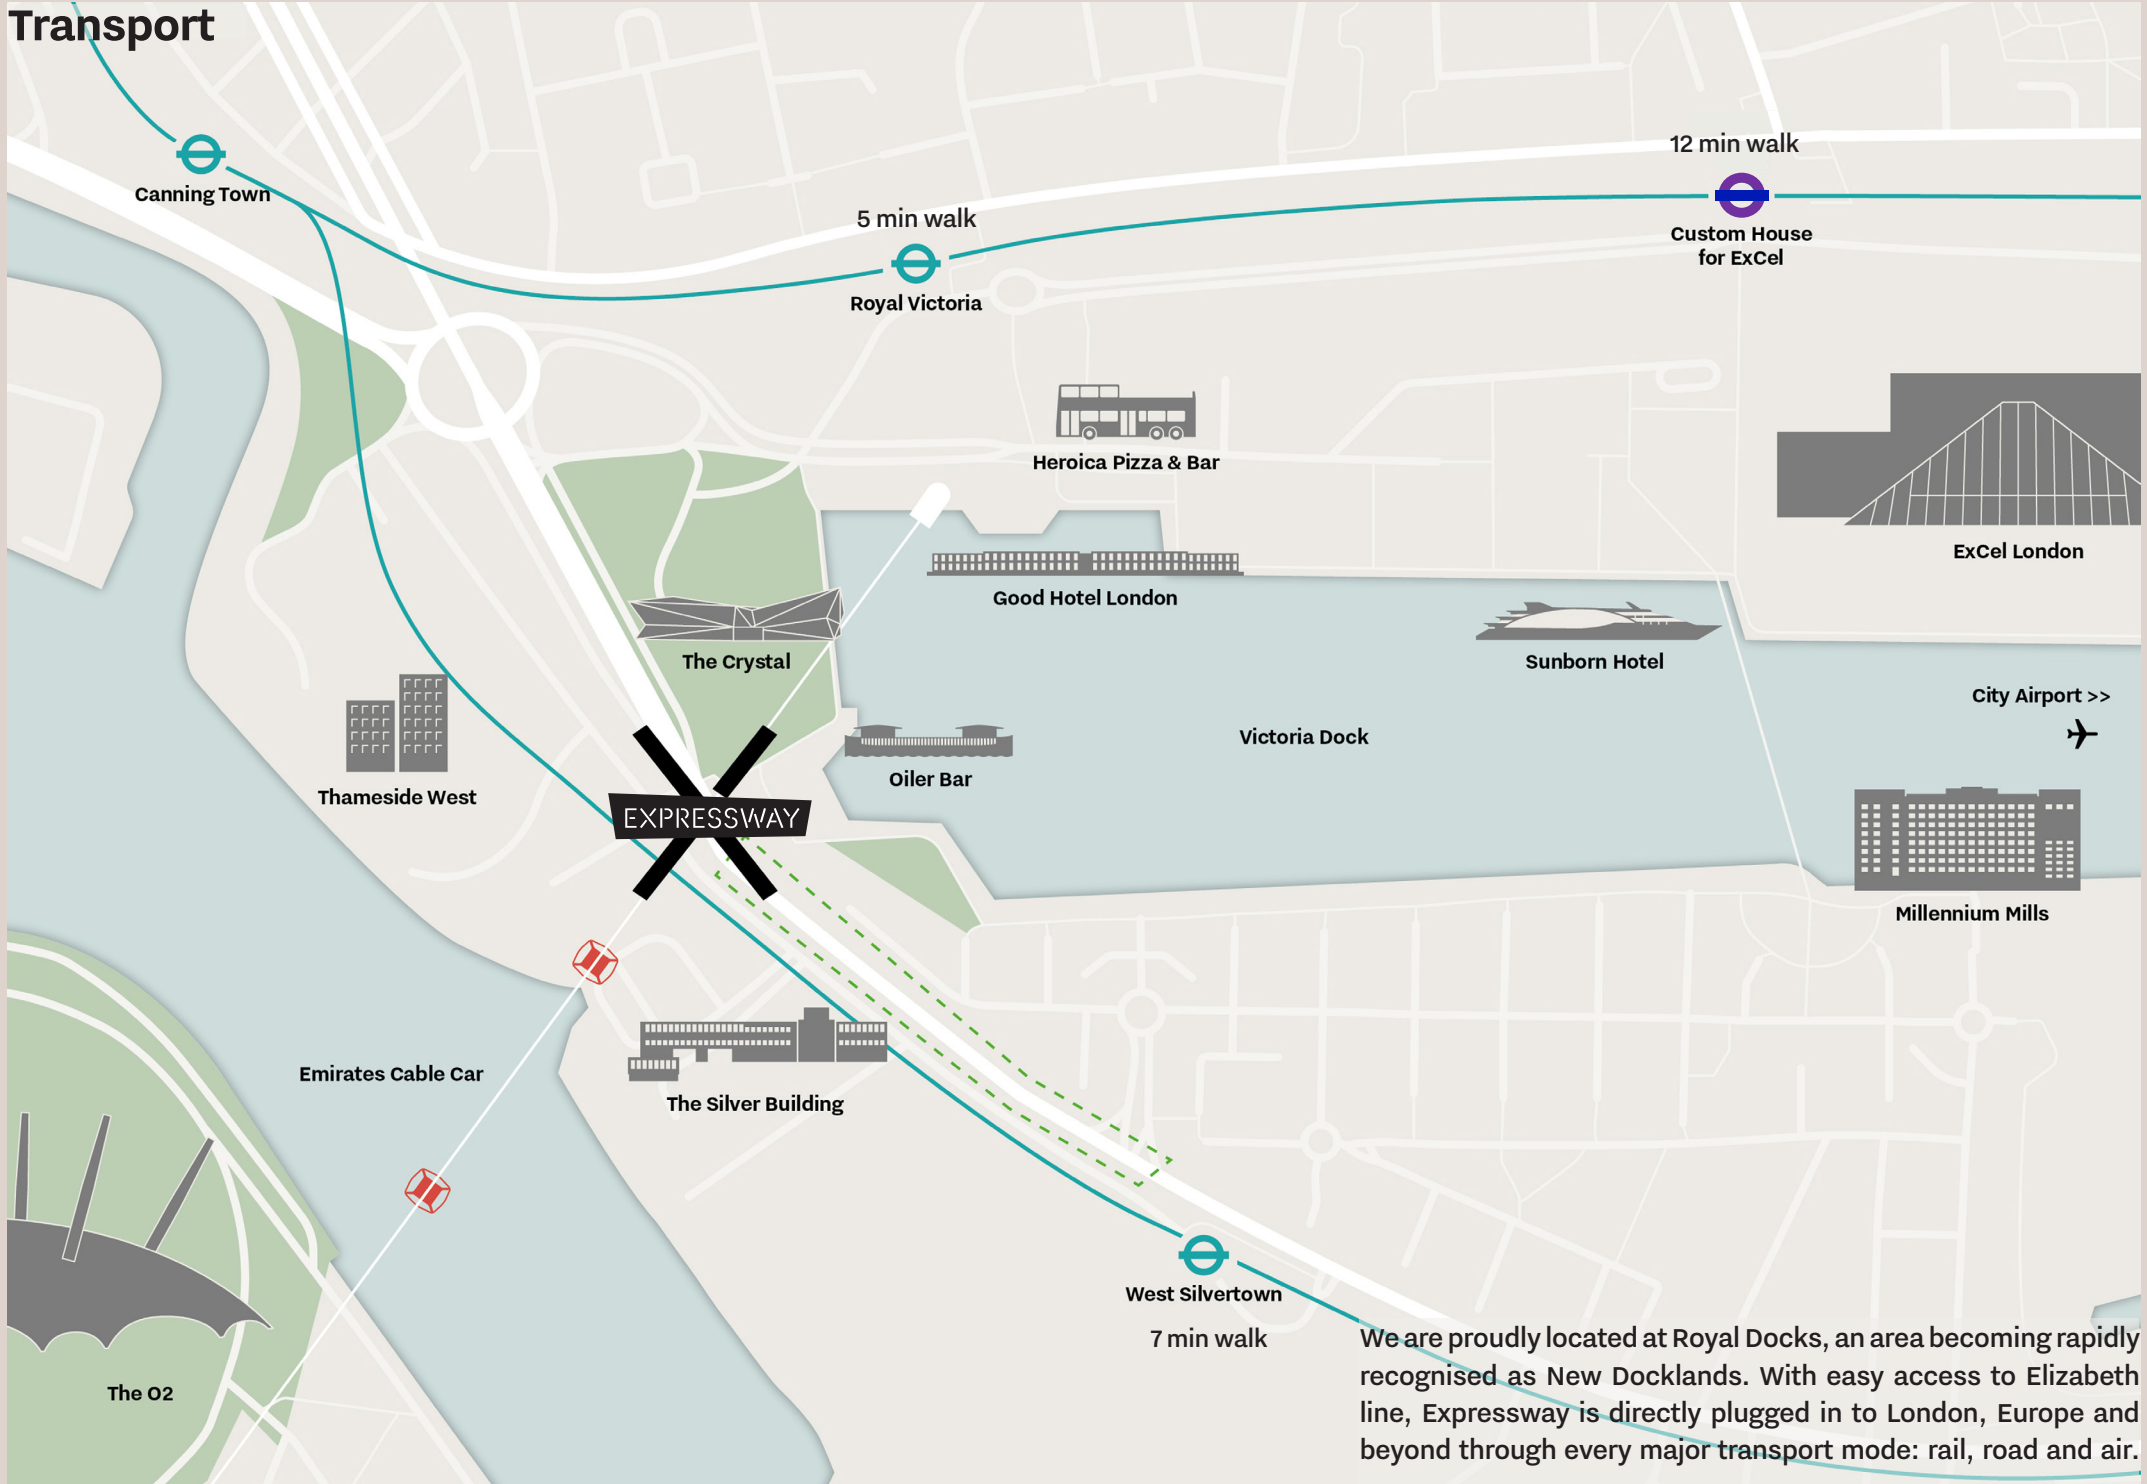 Transport
Canning Town
5 min walk
Royal Victoria
12 min walk
Custom House
for ExCel
Heroica Pizza & Bar
ExCel London
Good Hotel London
The Crystal
Sunborn Hotel
City Airport >>
Victoria Dock
Oiler Bar
Thameside West
EXPRESSWAY
Millennium Mills
Emirates Cable Car
The Silver Building
West Silvertown
7 min walk
The O2
We are proudly located at Royal Docks, an area becoming rapidly
recognised as New Docklands. With easy access to Elizabeth
line, Expressway is directly plugged in to London, Europe and
beyond through every major transport mode: rail, road and air.